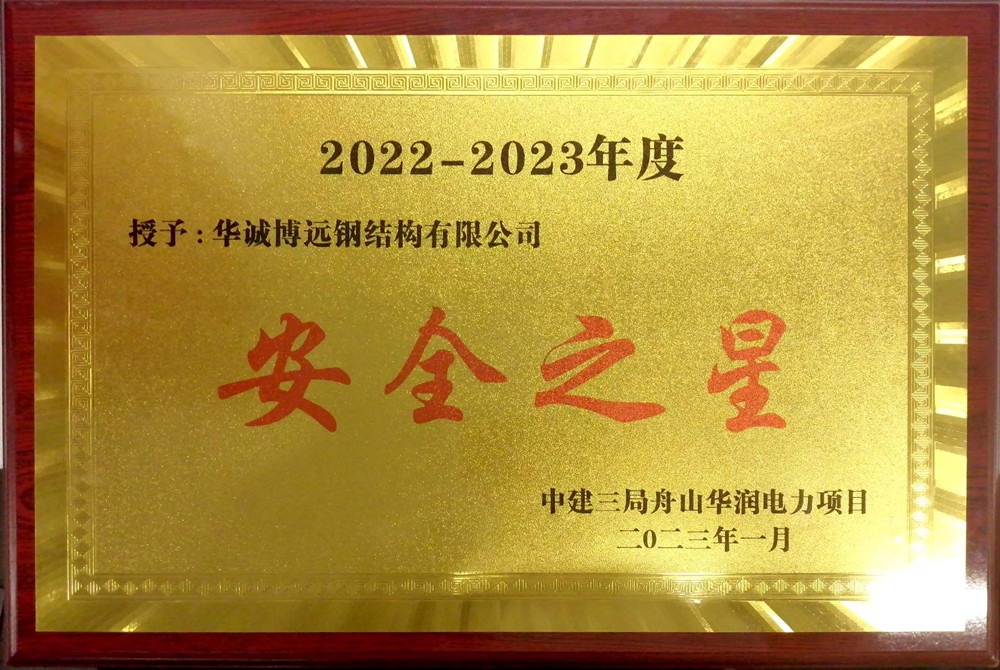 2022-2023年度
授予:华诚博远钢结构有限公司
安全之星
中建三局舟山华润电力项目
二0二三年一月